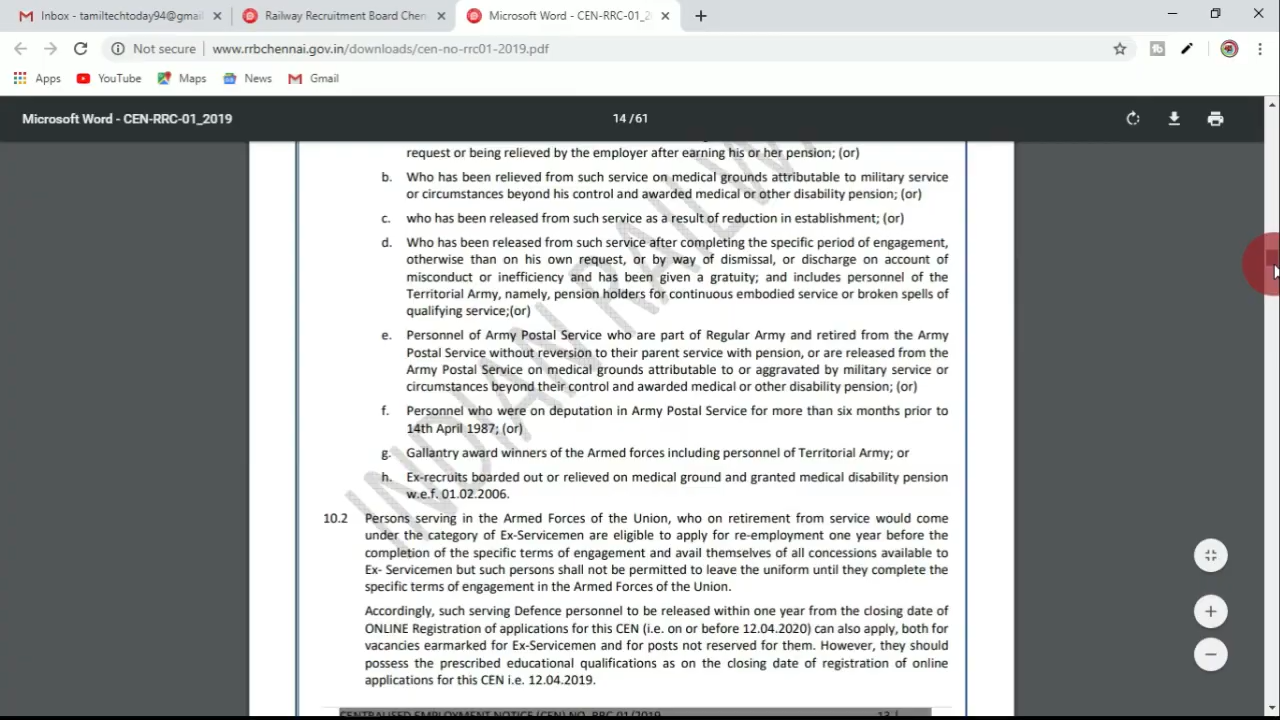 Inbox - tamiltechtoday94@gmai
Railway Recruitment Board Chen
Microsoft Word - CEN-RRC-01_2
Not secure | www.rrbchennai.gov.in/downloads/cen-no-rrc01-2019.pdf
Apps YouTube Maps News Gmail
Microsoft Word - CEN-RRC-01_2019
14 / 61
request or being relieved by the employer after earning his or her pension; (or)
b. Who has been relieved from such service on medical grounds attributable to military service
or circumstances beyond his control and awarded medical or other disability pension; (or)
c. who has been released from such service as a result of reduction in establishment; (or)
d. Who has been released from such service after completing the specific period of engagement,
otherwise than on his own request, or by way of dismissal, or discharge on account of
misconduct or inefficiency and has been given a gratuity; and includes personnel of the
Territorial Army, namely, pension holders for continuous embodied service or broken spells of
qualifying service;(or)
e. Personnel of Army Postal Service who are part of Regular Army and retired from the Army
Postal Service without reversion to their parent service with pension, or are released from the
Army Postal Service on medical grounds attributable to or aggravated by military service or
circumstances beyond their control and awarded medical or other disability pension; (or)
f. Personnel who were on deputation in Army Postal Service for more than six months prior to
14th April 1987; (or)
g. Gallantry award winners of the Armed forces including personnel of Territorial Army; or
h. Ex-recruits boarded out or relieved on medical ground and granted medical disability pension
w.e.f. 01.02.2006.
10.2 Persons serving in the Armed Forces of the Union, who on retirement from service would come
under the category of Ex-Servicemen are eligible to apply for re-employment one year before the
completion of the specific terms of engagement and avail themselves of all concessions available to
Ex- Servicemen but such persons shall not be permitted to leave the uniform until they complete the
specific terms of engagement in the Armed Forces of the Union.
Accordingly, such serving Defence personnel to be released within one year from the closing date of
ONLINE Registration of applications for this CEN (i.e. on or before 12.04.2020) can also apply, both for
vacancies earmarked for Ex-Servicemen and for posts not reserved for them. However, they should
possess the prescribed educational qualifications as on the closing date of registration of online
applications for this CEN i.e. 12.04.2019.
CENTRALISED EMPLOYMENT NOTICE (CEN) NO. RRC-01/2019 13 |
INDIAN RAILW